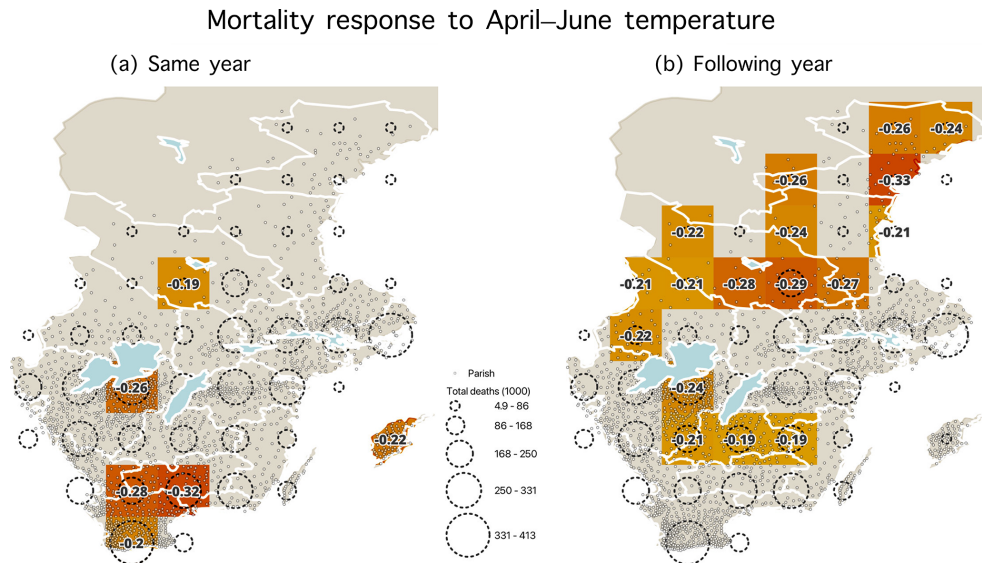 Mortality response to April–June temperature
(a) Same year
(b) Following year
-0.19
-0.26
-0.22
-0.28
-0.32
-0.2
Parish
Total deaths (1000)
4.9 - 86
86 - 168
168 - 250
250 - 331
331 - 413
-0.26
-0.24
-0.26
-0.33
-0.22
-0.24
-0.21
-0.21
-0.21
-0.28
-0.29
-0.27
-0.22
-0.24
-0.21
-0.19
-0.19